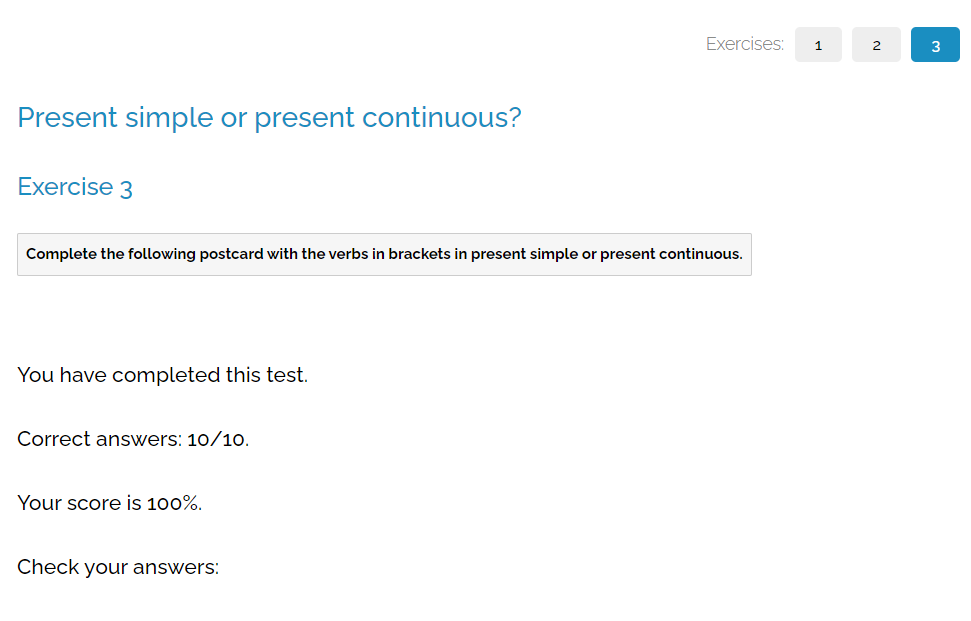 Exercises: 1 2 3
Present simple or present continuous?
Exercise 3
Complete the following postcard with the verbs in brackets in present simple or present continuous.
You have completed this test.
Correct answers: 10/10.
Your score is 100%.
Check your answers: